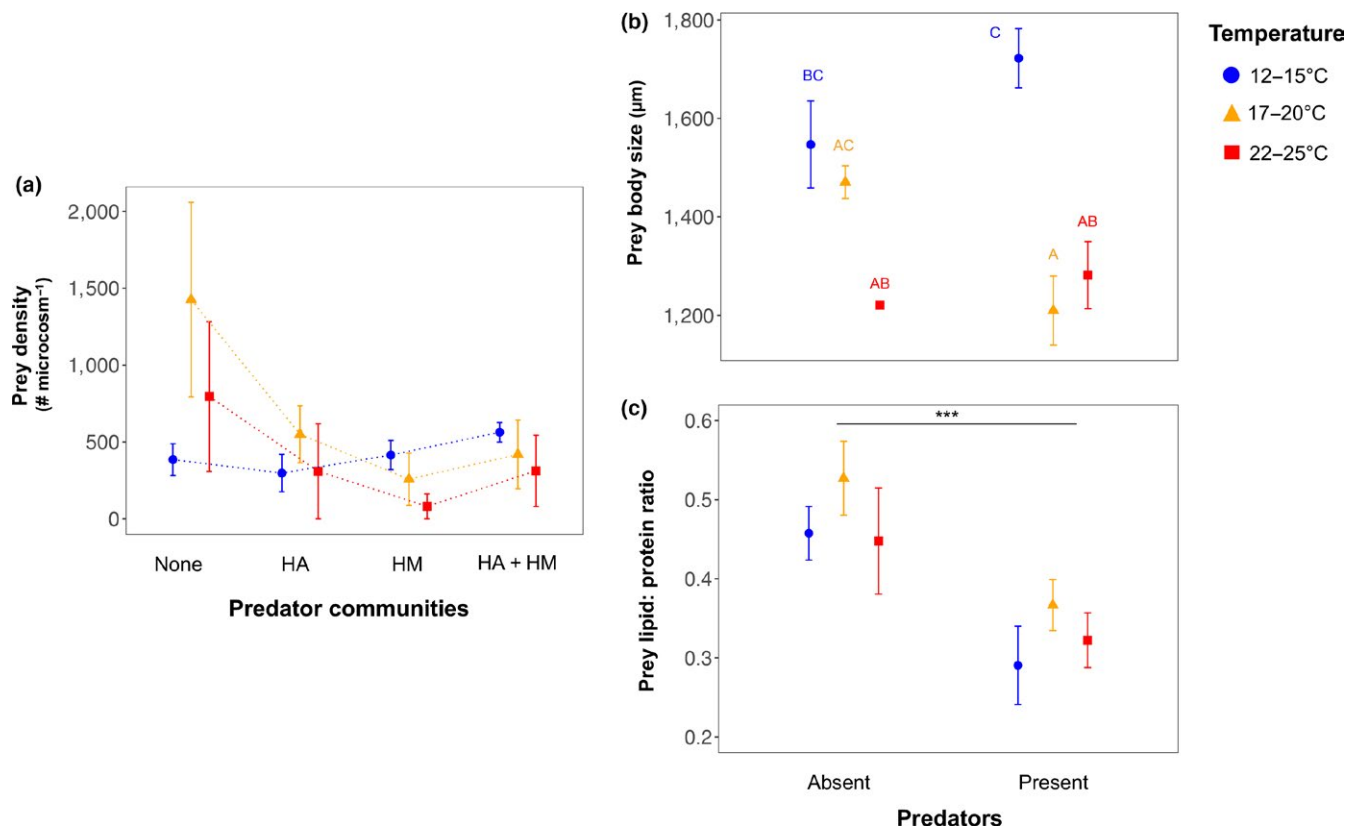 (a)
Prey density
(# microcosm⁻¹)
2,000
1,500
1,000
500
0
None HA HM HA + HM
Predator communities
(b)
Prey body size (µm)
1,800
1,600
1,400
1,200
BC
AC
AB
C
A
AB
Temperature
12–15°C
17–20°C
22–25°C
(c)
Prey lipid: protein ratio
0.6
0.5
0.4
0.3
0.2
***
Absent Present
Predators